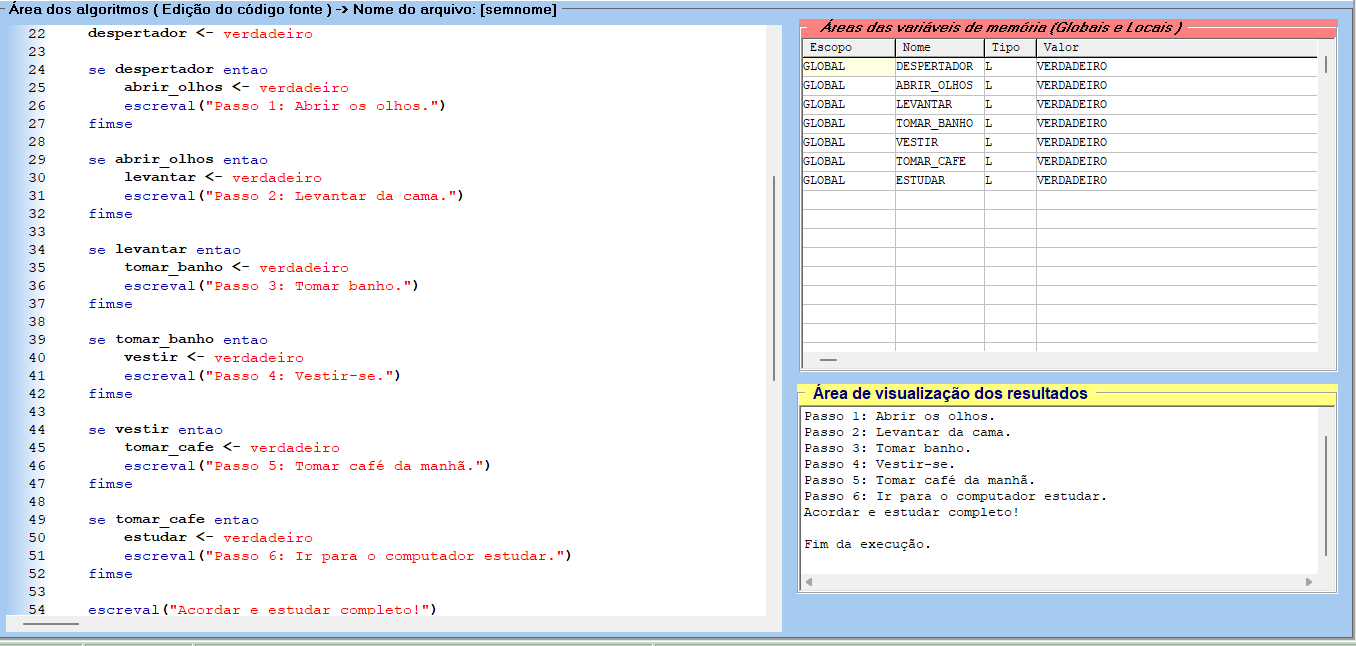 Área dos algoritmos ( Edição do código fonte ) -> Nome do arquivo: [semnome]
22 despertador <- verdadeiro
23
24 se despertador entao
25 abrir_olhos <- verdadeiro
26 escreval("Passo 1: Abrir os olhos.")
27 fimse
28
29 se abrir_olhos entao
30 levantar <- verdadeiro
31 escreval("Passo 2: Levantar da cama.")
32 fimse
33
34 se levantar entao
35 tomar_banho <- verdadeiro
36 escreval("Passo 3: Tomar banho.")
37 fimse
38
39 se tomar_banho entao
40 vestir <- verdadeiro
41 escreval("Passo 4: Vestir-se.")
42 fimse
43
44 se vestir entao
45 tomar_cafe <- verdadeiro
46 escreval("Passo 5: Tomar café da manhã.")
47 fimse
48
49 se tomar_cafe entao
50 estudar <- verdadeiro
51 escreval("Passo 6: Ir para o computador estudar.")
52 fimse
53
54 escreval("Acordar e estudar completo!")
Áreas das variáveis de memória (Globais e Locais )
Escopo Nome Tipo Valor
GLOBAL DESPERTADOR L VERDADEIRO
GLOBAL ABRIR_OLHOS L VERDADEIRO
GLOBAL LEVANTAR L VERDADEIRO
GLOBAL TOMAR_BANHO L VERDADEIRO
GLOBAL VESTIR L VERDADEIRO
GLOBAL TOMAR_CAFE L VERDADEIRO
GLOBAL ESTUDAR L VERDADEIRO
Área de visualização dos resultados
Passo 1: Abrir os olhos.
Passo 2: Levantar da cama.
Passo 3: Tomar banho.
Passo 4: Vestir-se.
Passo 5: Tomar café da manhã.
Passo 6: Ir para o computador estudar.
Acordar e estudar completo!
Fim da execução.